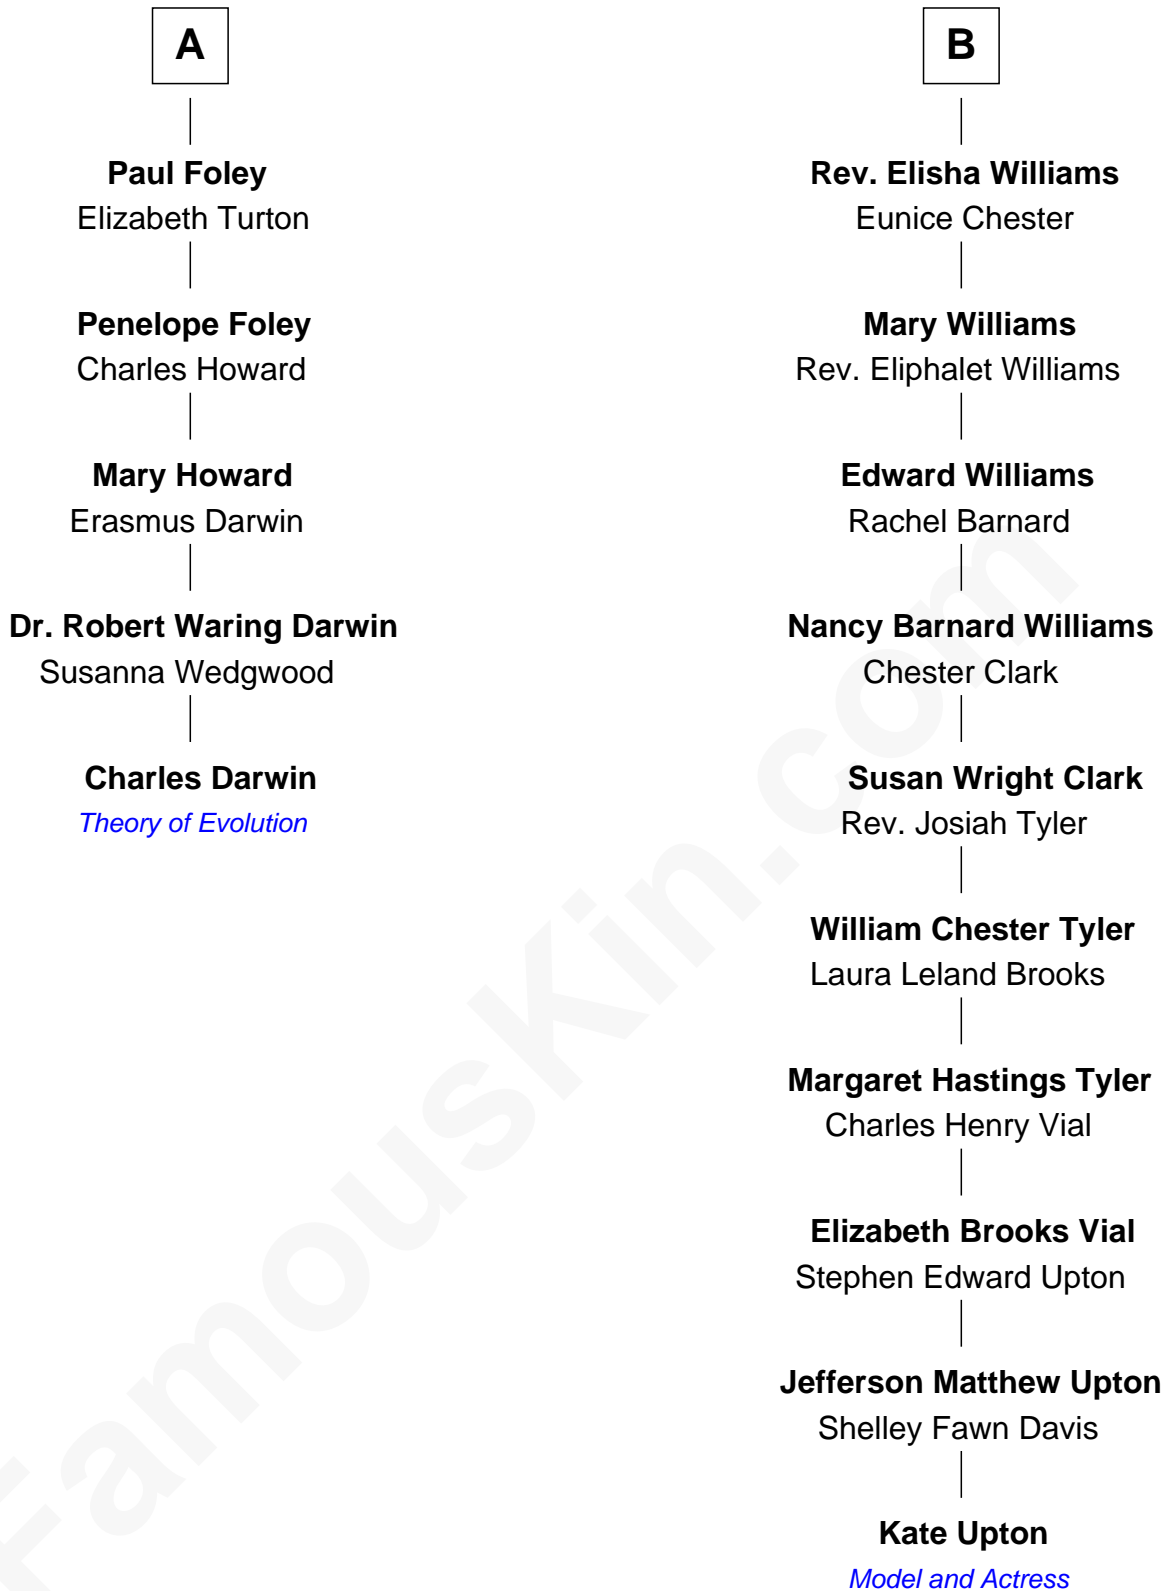 A
Paul Foley
Elizabeth Turton
Penelope Foley
Charles Howard
Mary Howard
Erasmus Darwin
Dr. Robert Waring Darwin
Susanna Wedgwood
Charles Darwin
Theory of Evolution
B
Rev. Elisha Williams
Eunice Chester
Mary Williams
Rev. Eliphalet Williams
Edward Williams
Rachel Barnard
Nancy Barnard Williams
Chester Clark
Susan Wright Clark
Rev. Josiah Tyler
William Chester Tyler
Laura Leland Brooks
Margaret Hastings Tyler
Charles Henry Vial
Elizabeth Brooks Vial
Stephen Edward Upton
Jefferson Matthew Upton
Shelley Fawn Davis
Kate Upton
Model and Actress
FamousKin.com